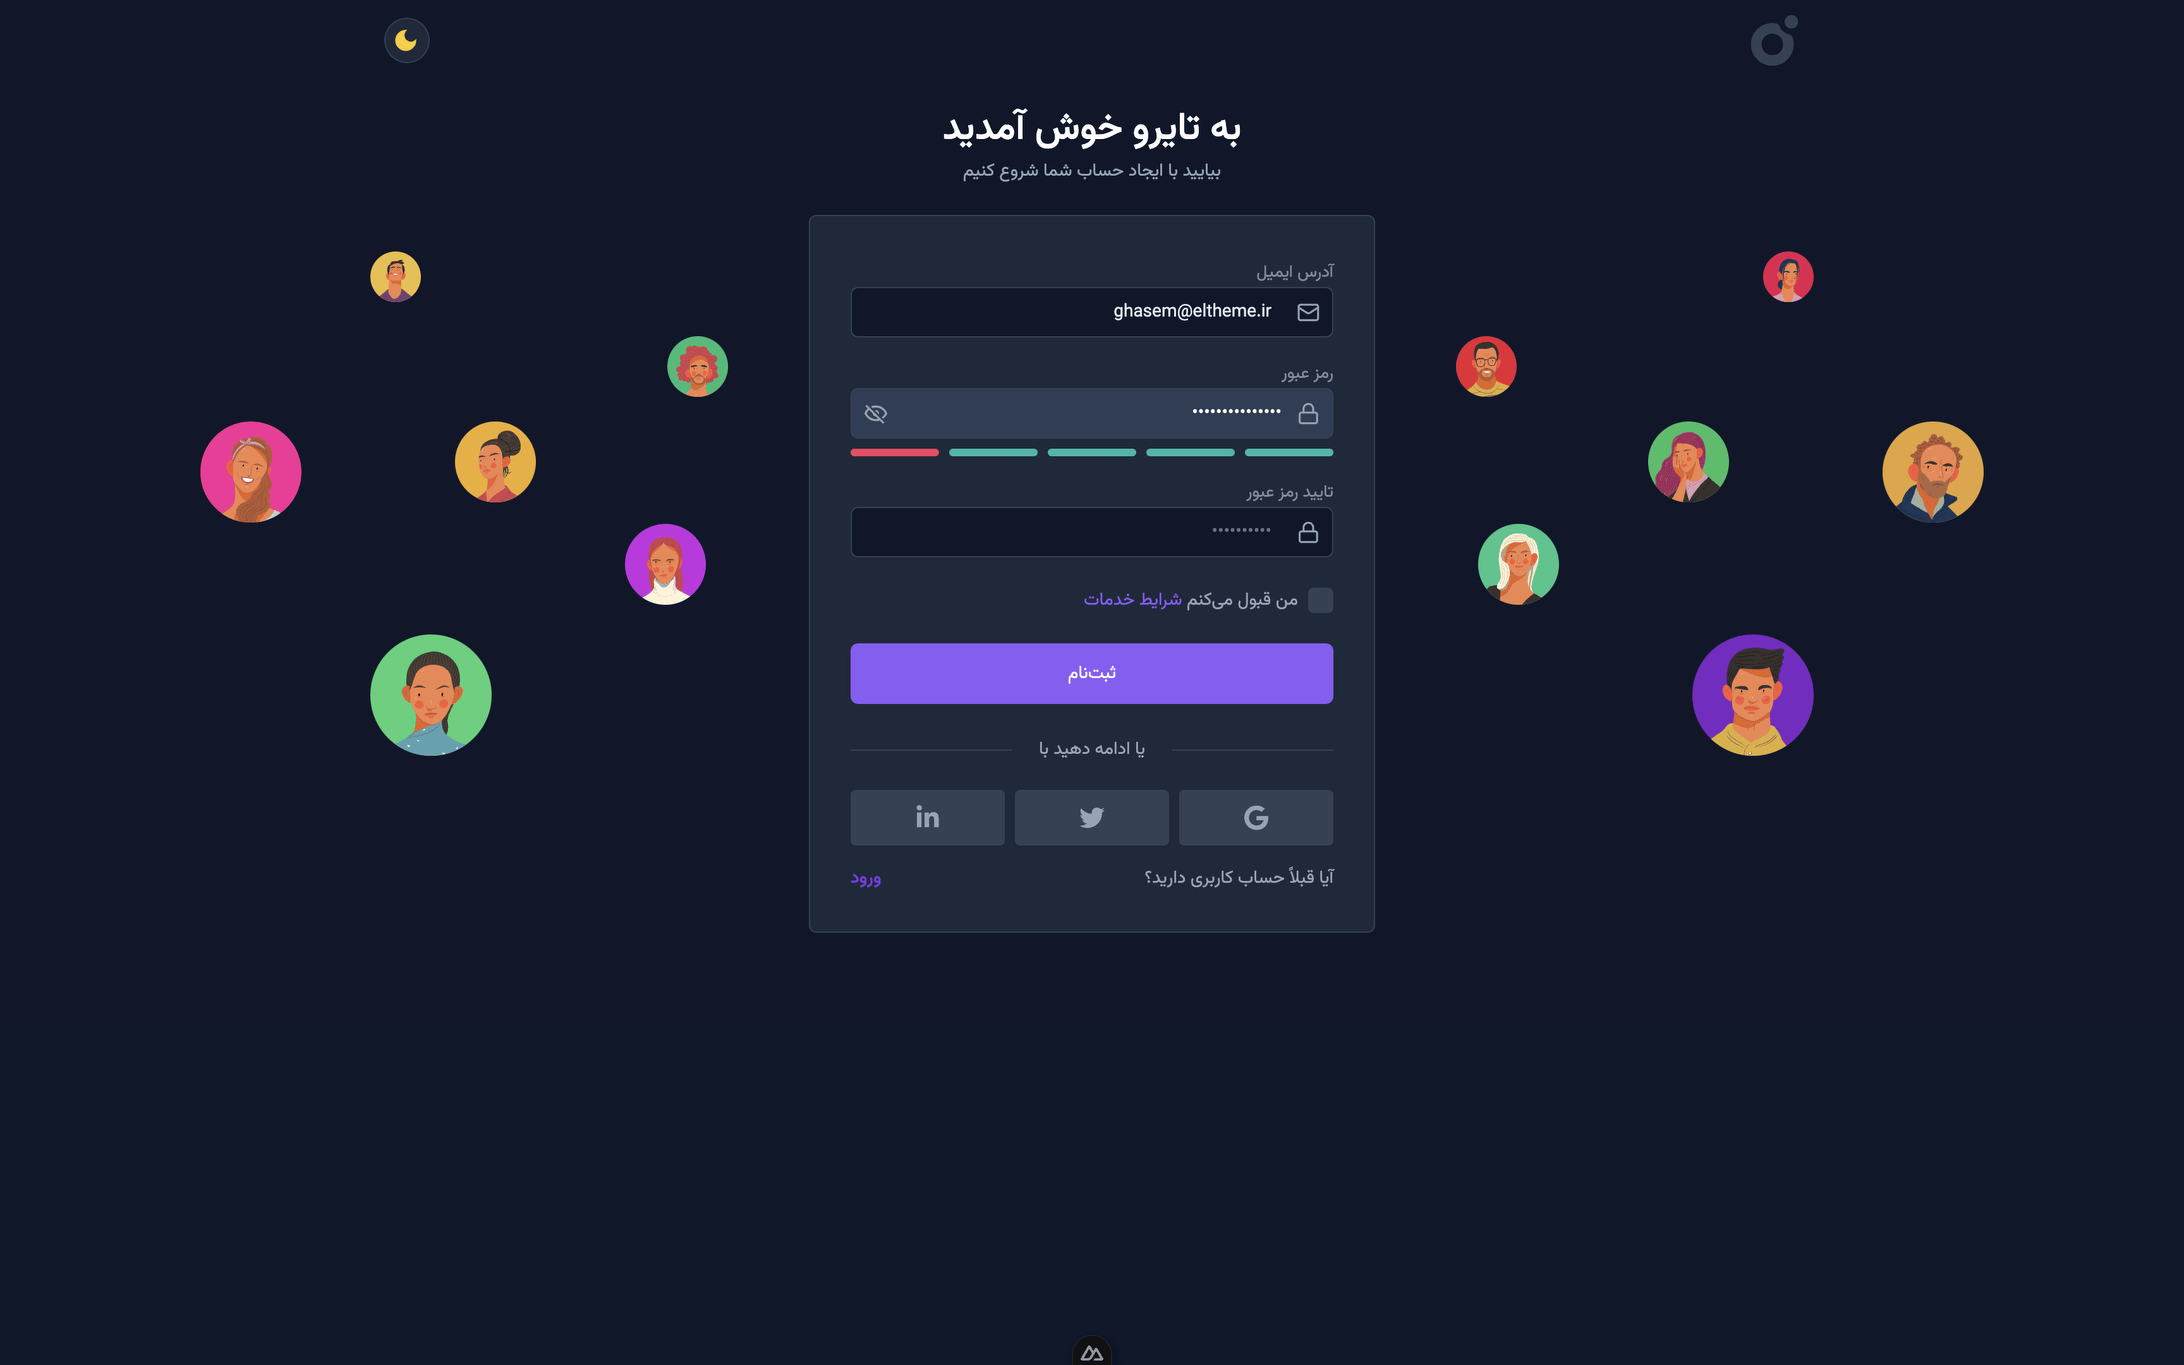 به تایرو خوش آمدید
بیایید با ایجاد حساب شما شروع کنیم
آدرس ایمیل
ghasem@eltheme.ir
رمز عبور
تایید رمز عبور
من قبول می‌کنم شرایط خدمات
ثبت‌نام
یا ادامه دهید با
آیا قبلاً حساب کاربری دارید؟
ورود